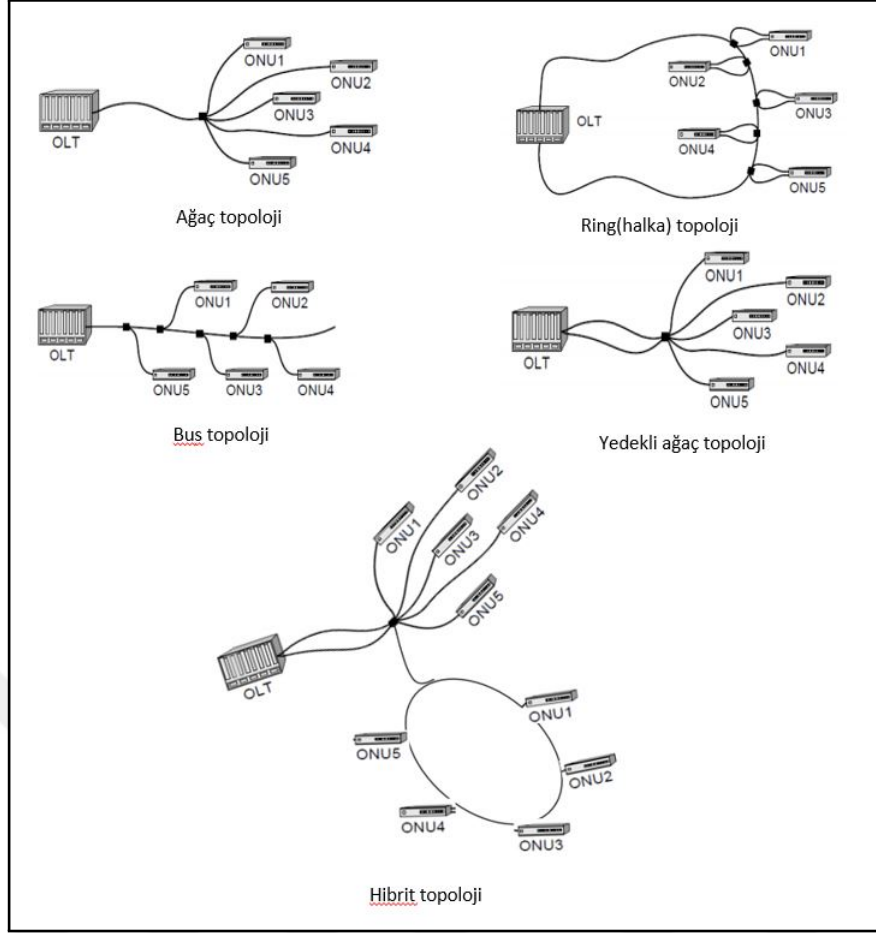 ONU1
ONU2
ONU3
ONU4
ONU5
OLT
Ağaç topoloji
ONU1
ONU2
ONU3
ONU4
ONU5
OLT
Ring(halka) topoloji
ONU1
ONU2
OLT
ONU5
ONU3
ONU4
Bus topoloji
ONU1
ONU2
ONU3
ONU4
ONU5
OLT
Yedekli ağaç topoloji
ONU1
ONU2
ONU3
ONU4
ONU5
OLT
ONU1
ONU2
ONU3
ONU4
ONU5
Hibrit topoloji